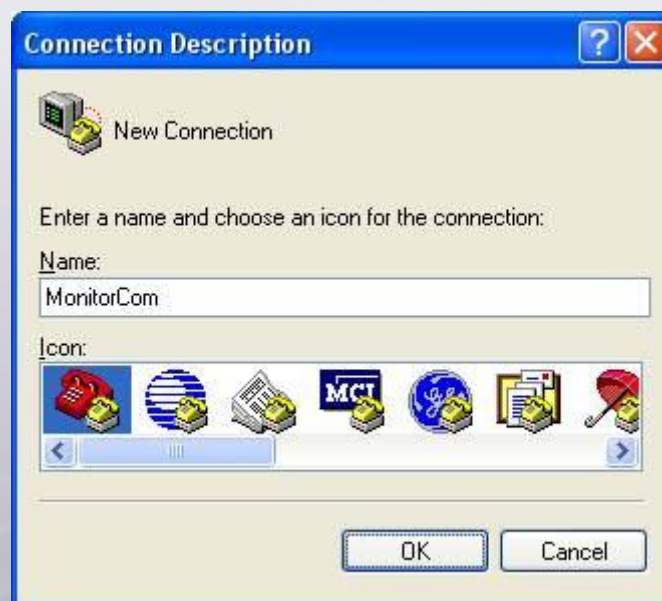 Connection Description
New Connection
Enter a name and choose an icon for the connection:
Name:
MonitorCom
Icon:
MCI
OK
Cancel